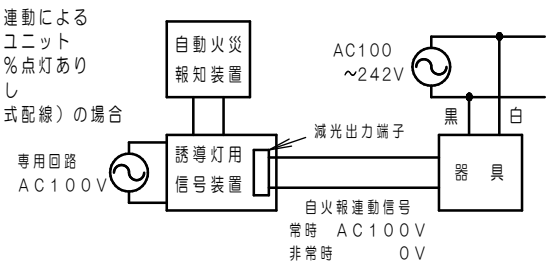 連動による
ユニット
%点灯あり
し
式配線）の場合
自動火災
報知装置
AC100
~242V
黒
白
減光出力端子
専用回路
AC100V
誘導灯用
信号装置
器 具
自火報連動信号
常時 AC100V
非常時 0V